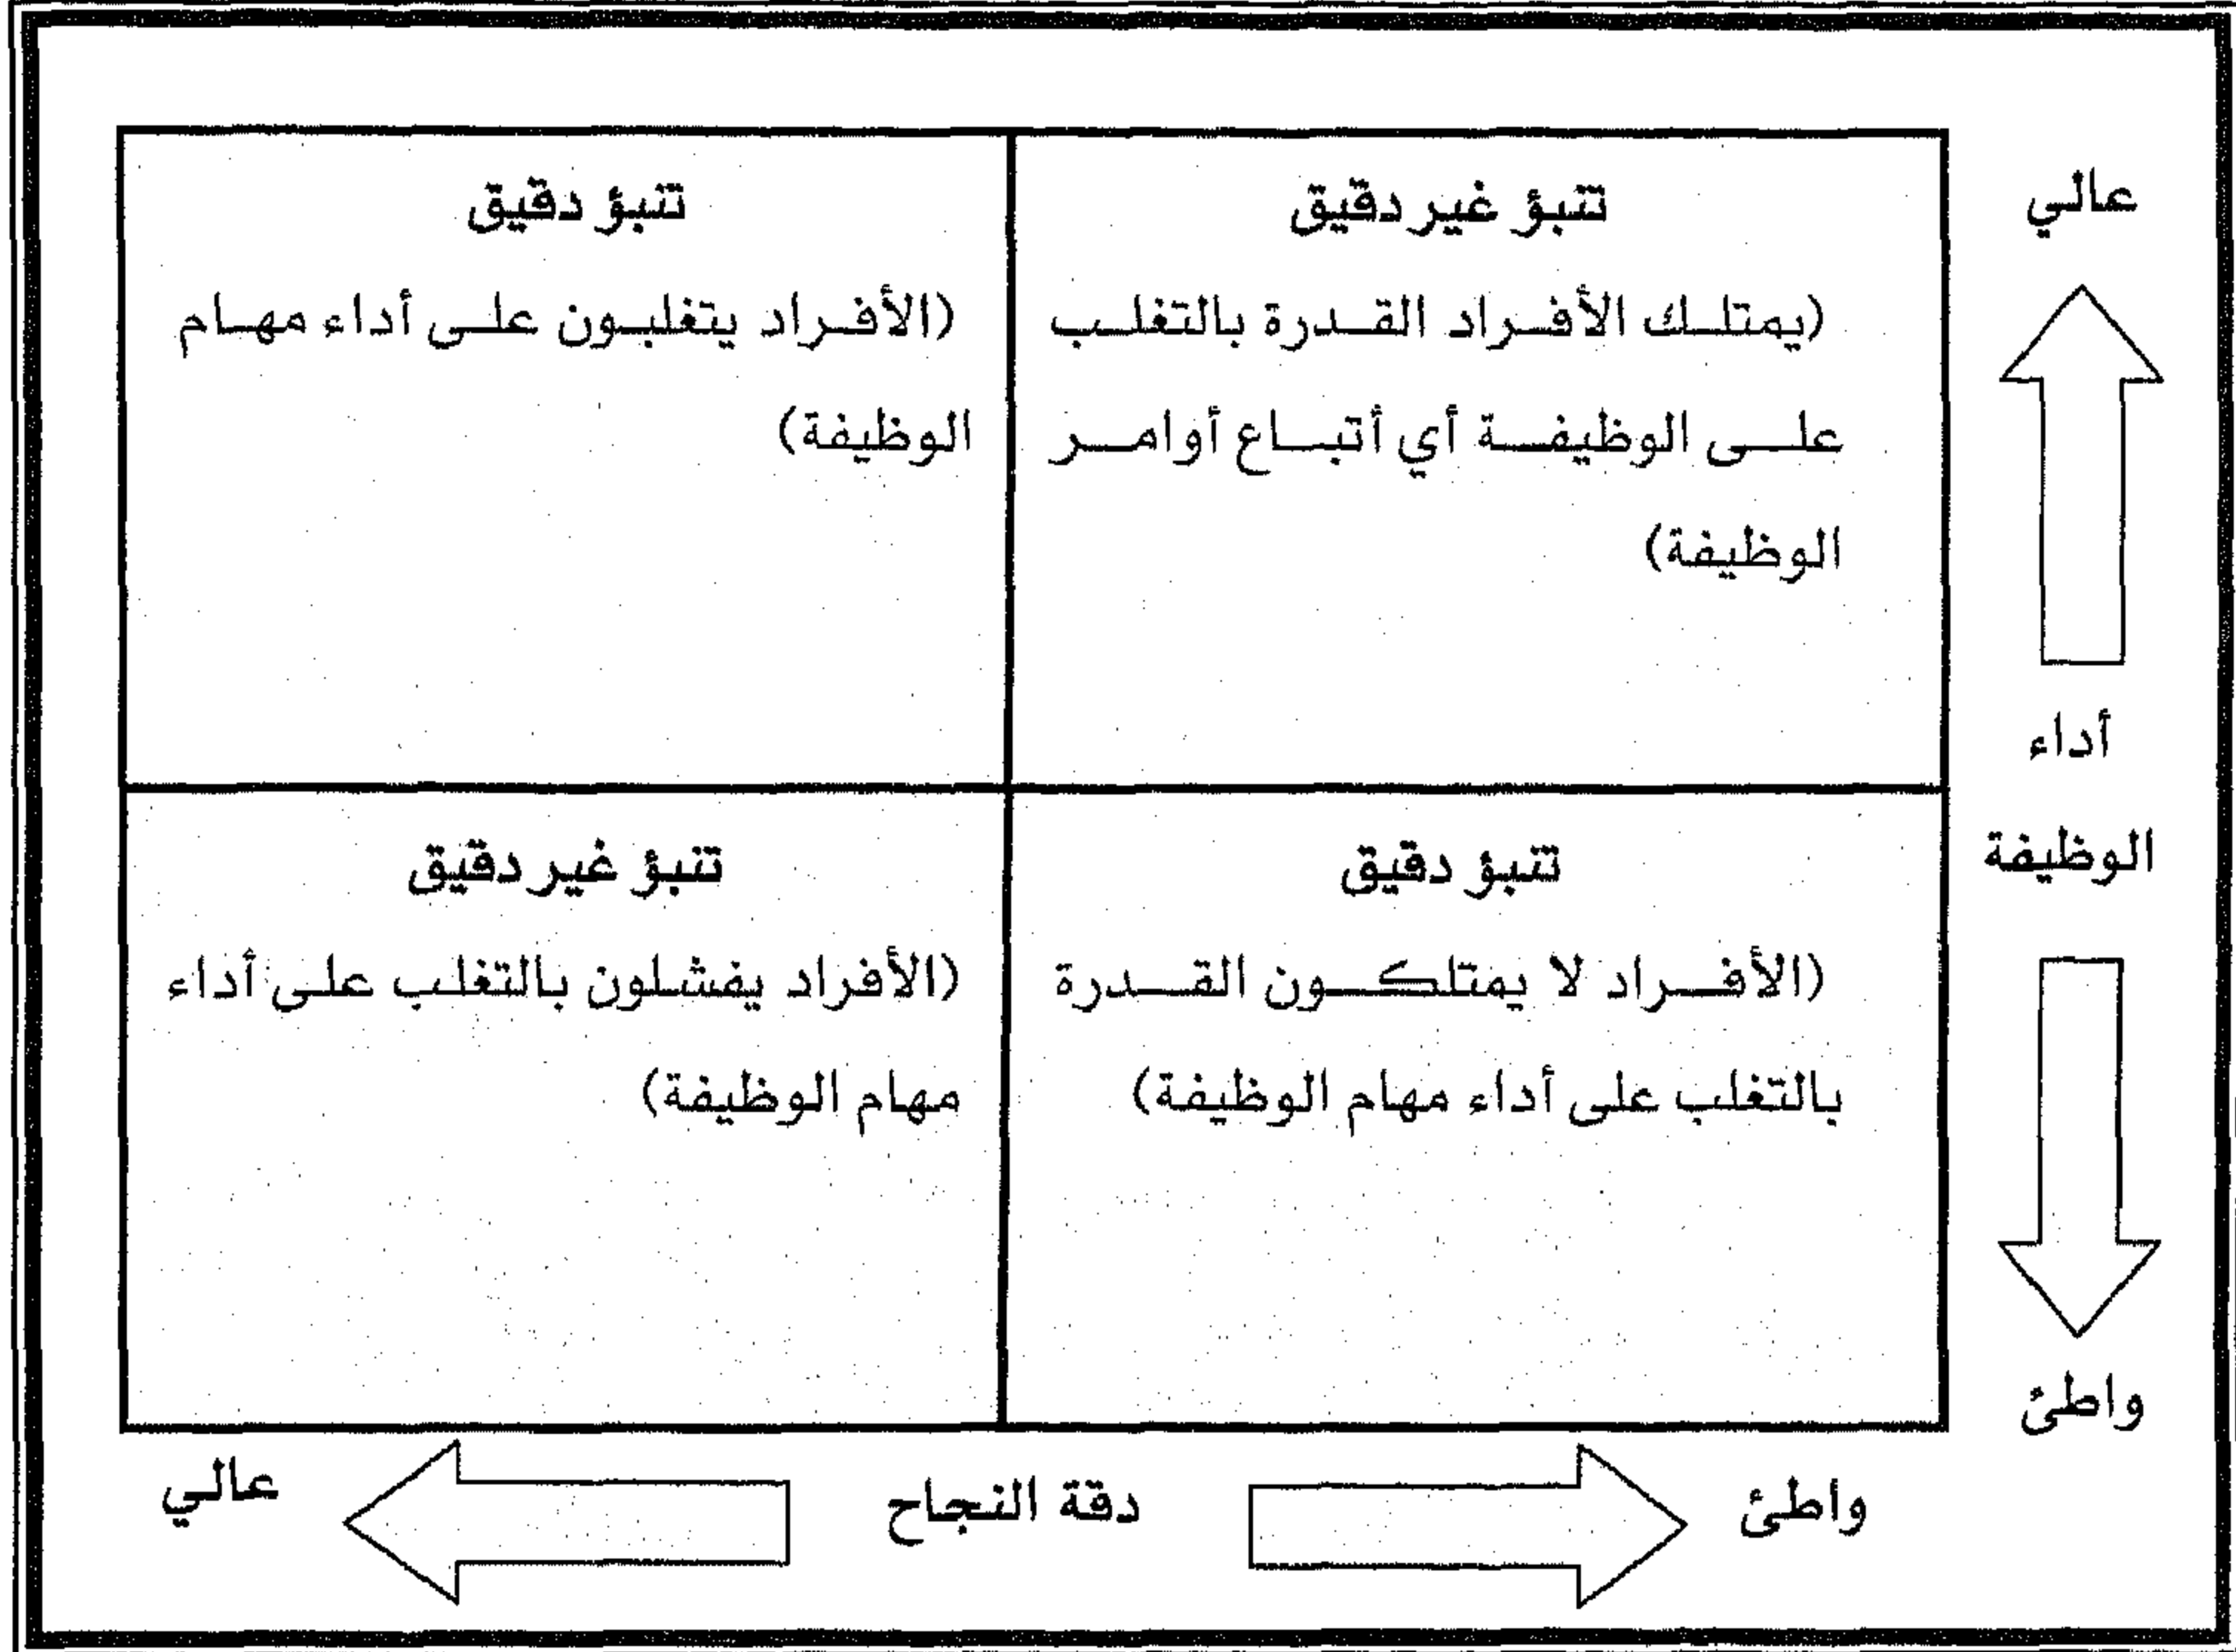 عالي
تنبؤ غير دقيق
(يمتلك الأفراد القدرة بالتغلب
على الوظيفة أي أتباع أوامر
الوظيفة)
تنبؤ دقيق
(الأفراد يتغلبون على أداء مهام
الوظيفة)
أداء
الوظيفة
تنبؤ دقيق
(الأفراد لا يمتلكون القدرة
بالتغلب على أداء مهام الوظيفة)
تنبؤ غير دقيق
(الأفراد يفشلون بالتغلب على أداء
مهام الوظيفة)
واطئ
واطئ
دقة النجاح
عالي